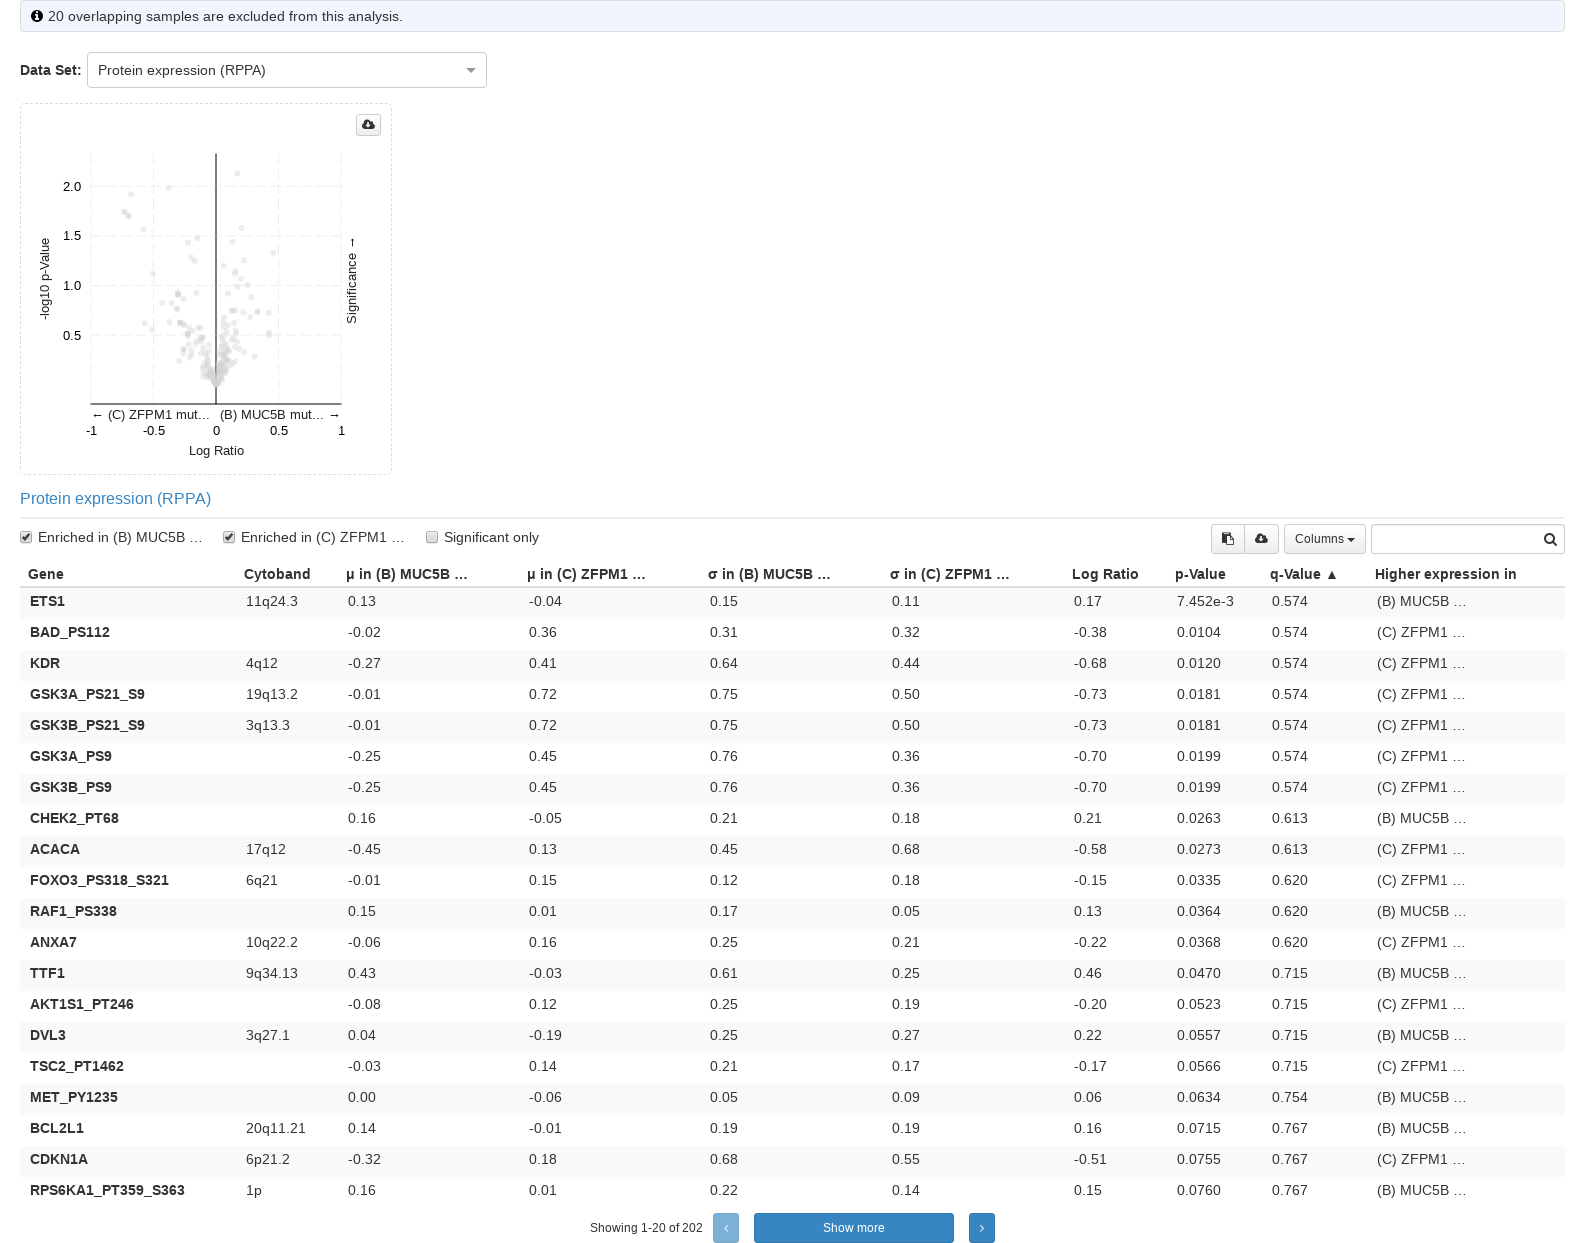 20 overlapping samples are excluded from this analysis.
Data Set: Protein expression (RPPA)
2.0
1.5
1.0
0.5
-log10 p-Value
Significance →
← (C) ZFPM1 mut… (B) MUC5B mut… →
-1 -0.5 0 0.5 1
Log Ratio
Protein expression (RPPA)
Enriched in (B) MUC5B … Enriched in (C) ZFPM1 … Significant only Columns
Gene Cytoband μ in (B) MUC5B … μ in (C) ZFPM1 … σ in (B) MUC5B … σ in (C) ZFPM1 … Log Ratio p-Value q-Value ▲ Higher expression in
ETS1 11q24.3 0.13 -0.04 0.15 0.11 0.17 7.452e-3 0.574 (B) MUC5B …
BAD_PS112 -0.02 0.36 0.31 0.32 -0.38 0.0104 0.574 (C) ZFPM1 …
KDR 4q12 -0.27 0.41 0.64 0.44 -0.68 0.0120 0.574 (C) ZFPM1 …
GSK3A_PS21_S9 19q13.2 -0.01 0.72 0.75 0.50 -0.73 0.0181 0.574 (C) ZFPM1 …
GSK3B_PS21_S9 3q13.3 -0.01 0.72 0.75 0.50 -0.73 0.0181 0.574 (C) ZFPM1 …
GSK3A_PS9 -0.25 0.45 0.76 0.36 -0.70 0.0199 0.574 (C) ZFPM1 …
GSK3B_PS9 -0.25 0.45 0.76 0.36 -0.70 0.0199 0.574 (C) ZFPM1 …
CHEK2_PT68 0.16 -0.05 0.21 0.18 0.21 0.0263 0.613 (B) MUC5B …
ACACA 17q12 -0.45 0.13 0.45 0.68 -0.58 0.0273 0.613 (C) ZFPM1 …
FOXO3_PS318_S321 6q21 -0.01 0.15 0.12 0.18 -0.15 0.0335 0.620 (C) ZFPM1 …
RAF1_PS338 0.15 0.01 0.17 0.05 0.13 0.0364 0.620 (B) MUC5B …
ANXA7 10q22.2 -0.06 0.16 0.25 0.21 -0.22 0.0368 0.620 (C) ZFPM1 …
TTF1 9q34.13 0.43 -0.03 0.61 0.25 0.46 0.0470 0.715 (B) MUC5B …
AKT1S1_PT246 -0.08 0.12 0.25 0.19 -0.20 0.0523 0.715 (C) ZFPM1 …
DVL3 3q27.1 0.04 -0.19 0.25 0.27 0.22 0.0557 0.715 (B) MUC5B …
TSC2_PT1462 -0.03 0.14 0.21 0.17 -0.17 0.0566 0.715 (C) ZFPM1 …
MET_PY1235 0.00 -0.06 0.05 0.09 0.06 0.0634 0.754 (B) MUC5B …
BCL2L1 20q11.21 0.14 -0.01 0.19 0.19 0.16 0.0715 0.767 (B) MUC5B …
CDKN1A 6p21.2 -0.32 0.18 0.68 0.55 -0.51 0.0755 0.767 (C) ZFPM1 …
RPS6KA1_PT359_S363 1p 0.16 0.01 0.22 0.14 0.15 0.0760 0.767 (B) MUC5B …
Showing 1-20 of 202 ‹ Show more ›